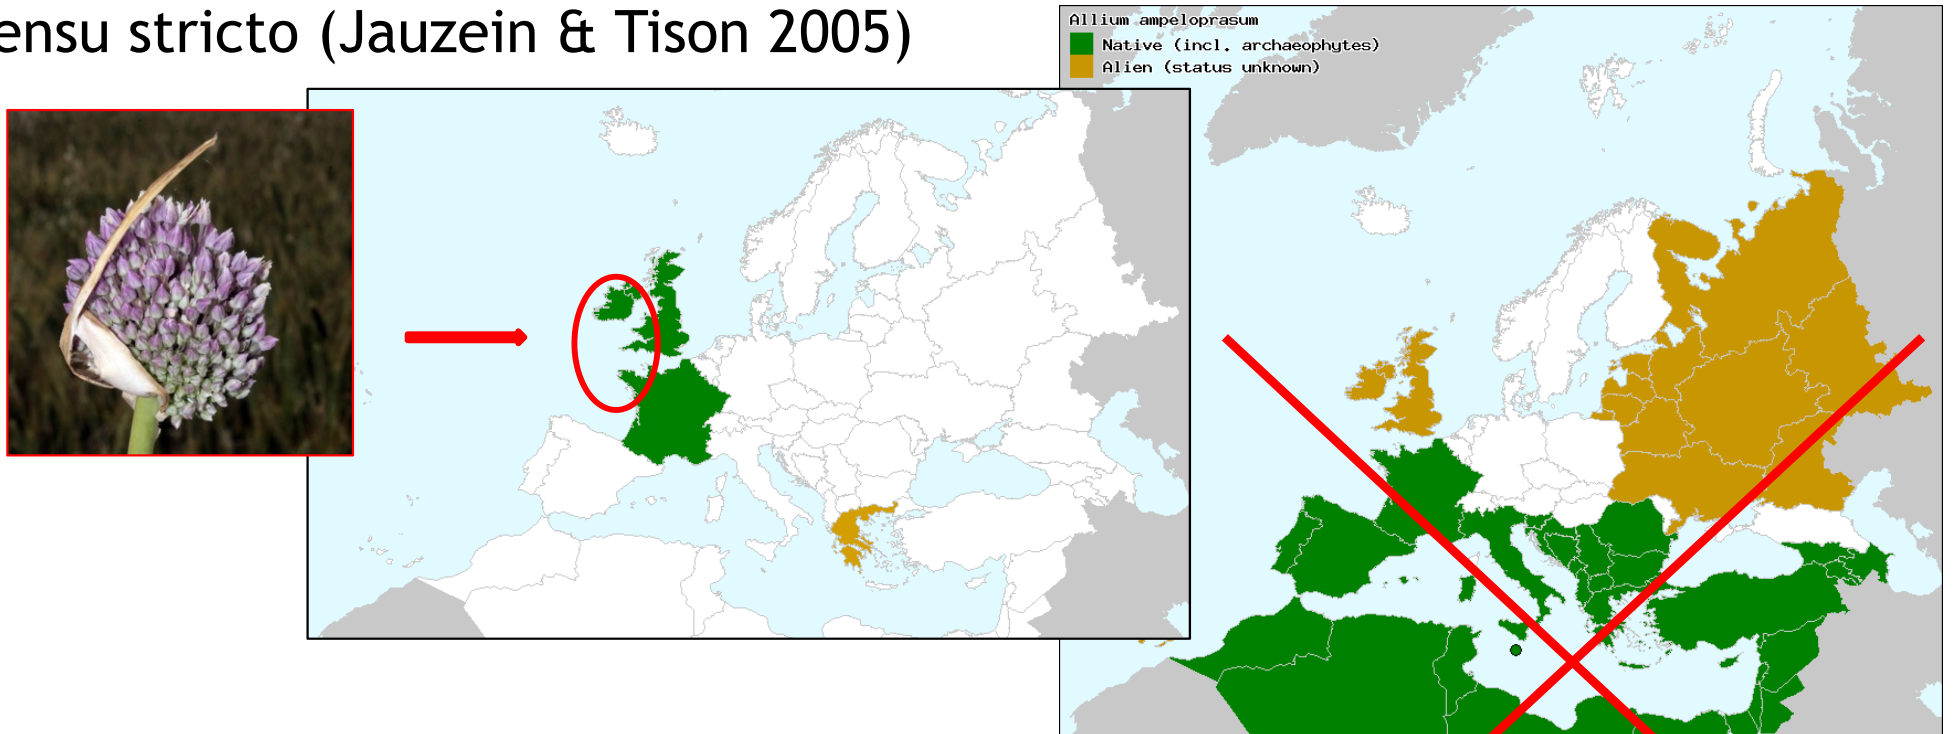 ensu stricto (Jauzein & Tison 2005)
Allium ampeloprasum
Native (incl. archaeophytes)
Alien (status unknown)